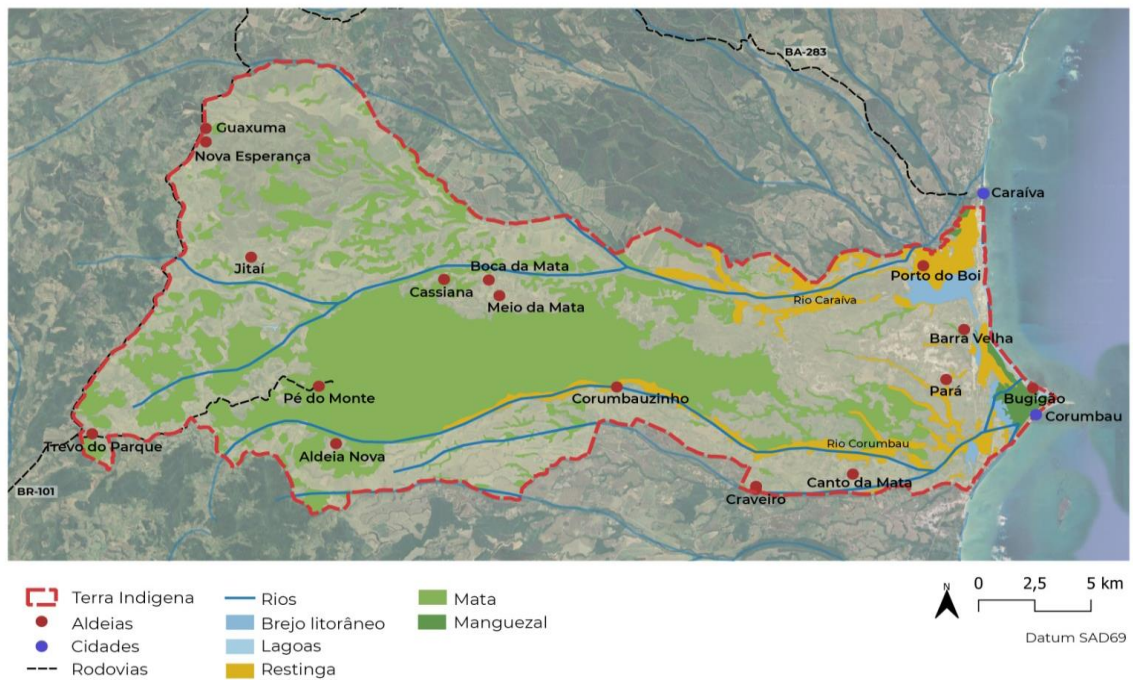 BA-283
Guaxuma
Nova Esperança
Caraíva
Jitaí
Boca da Mata
Porto do Boi
Cassiana
Rio Caraíva
Meio da Mata
Barra Velha
Pará
Pé do Monte
Corumbauzinho
Bugigão
Corumbau
Trevo do Parque
Rio Corumbau
Aldeia Nova
Canto da Mata
BR-101
Craveiro
Terra Indigena
Aldeias
Cidades
Rodovias
Rios
Brejo litorâneo
Lagoas
Restinga
Mata
Manguezal
N
0 2,5 5 km
Datum SAD69